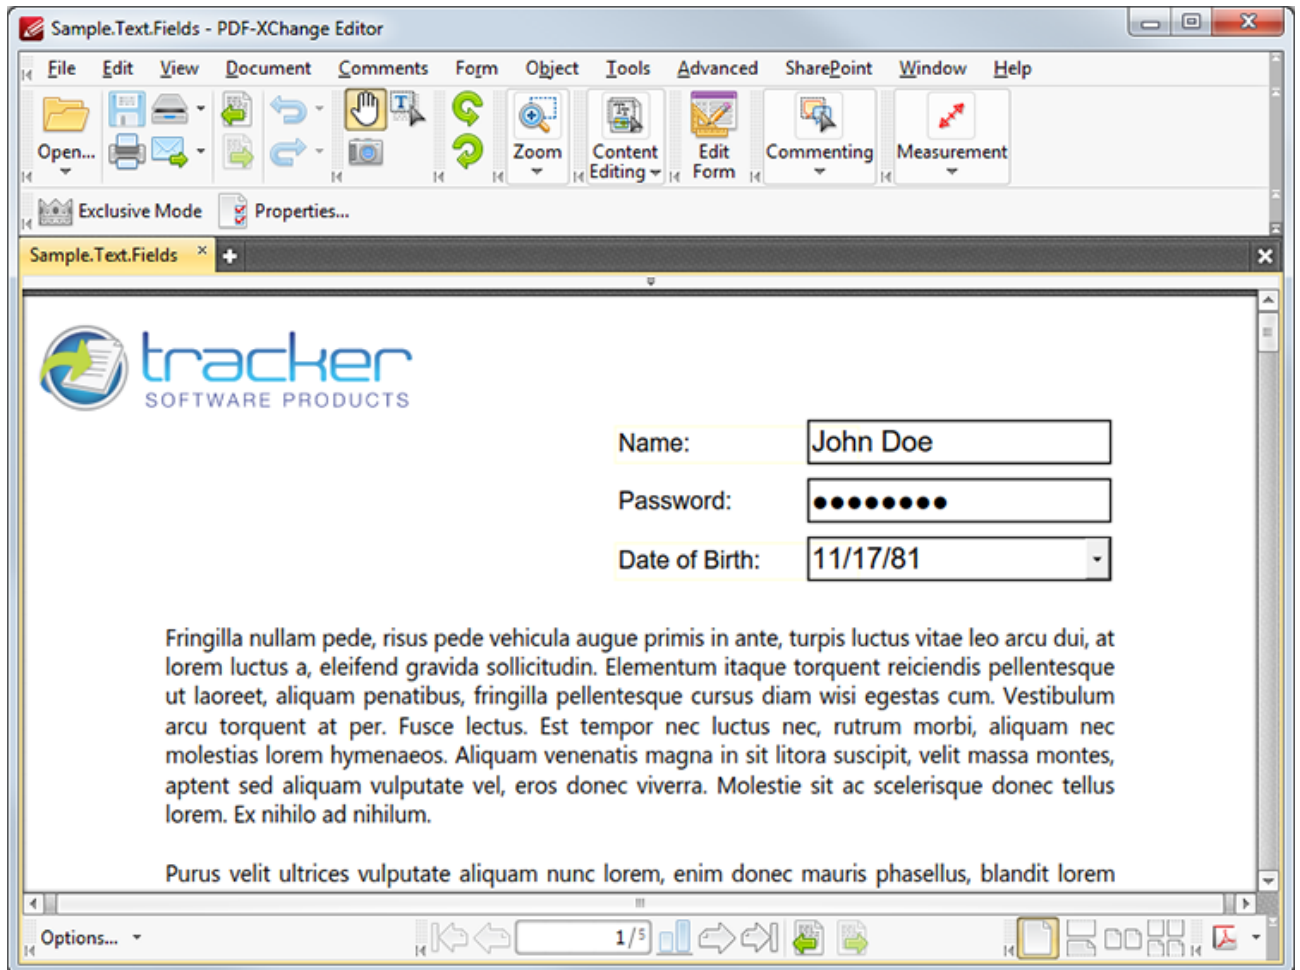 Sample.Text.Fields - PDF-XChange Editor
File Edit View Document Comments Form Object Tools Advanced SharePoint Window Help
Open... Zoom Content Editing Edit Form Commenting Measurement
Exclusive Mode Properties...
Sample.Text.Fields
tracker
SOFTWARE PRODUCTS
Name: John Doe
Password: ●●●●●●●●
Date of Birth: 11/17/81
Fringilla nullam pede, risus pede vehicula augue primis in ante, turpis luctus vitae leo arcu dui, at
lorem luctus a, eleifend gravida sollicitudin. Elementum itaque torquent reiciendis pellentesque
ut laoreet, aliquam penatibus, fringilla pellentesque cursus diam wisi egestas cum. Vestibulum
arcu torquent at per. Fusce lectus. Est tempor nec luctus nec, rutrum morbi, aliquam nec
molestias lorem hymenaeos. Aliquam venenatis magna in sit litora suscipit, velit massa montes,
aptent sed aliquam vulputate vel, eros donec viverra. Molestie sit ac scelerisque donec tellus
lorem. Ex nihilo ad nihilum.
Purus velit ultrices vulputate aliquam nunc lorem, enim donec mauris phasellus, blandit lorem
Options... 1/5